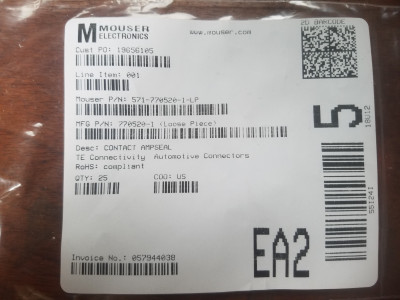 MOUSER
ELECTRONICS
www.mouser.com
2D BARCODE
Cust PO: 19656105
Line Item: 001
Mouser P/N: 571-770520-1-LP
MFG P/N: 770520-1 (Loose Piece)
Desc: CONTACT AMPSEAL
TE Connectivity Automotive Connectors
RoHS: compliant
QTY: 25 COO: US
Invoice No.: 057944038
EA2
5